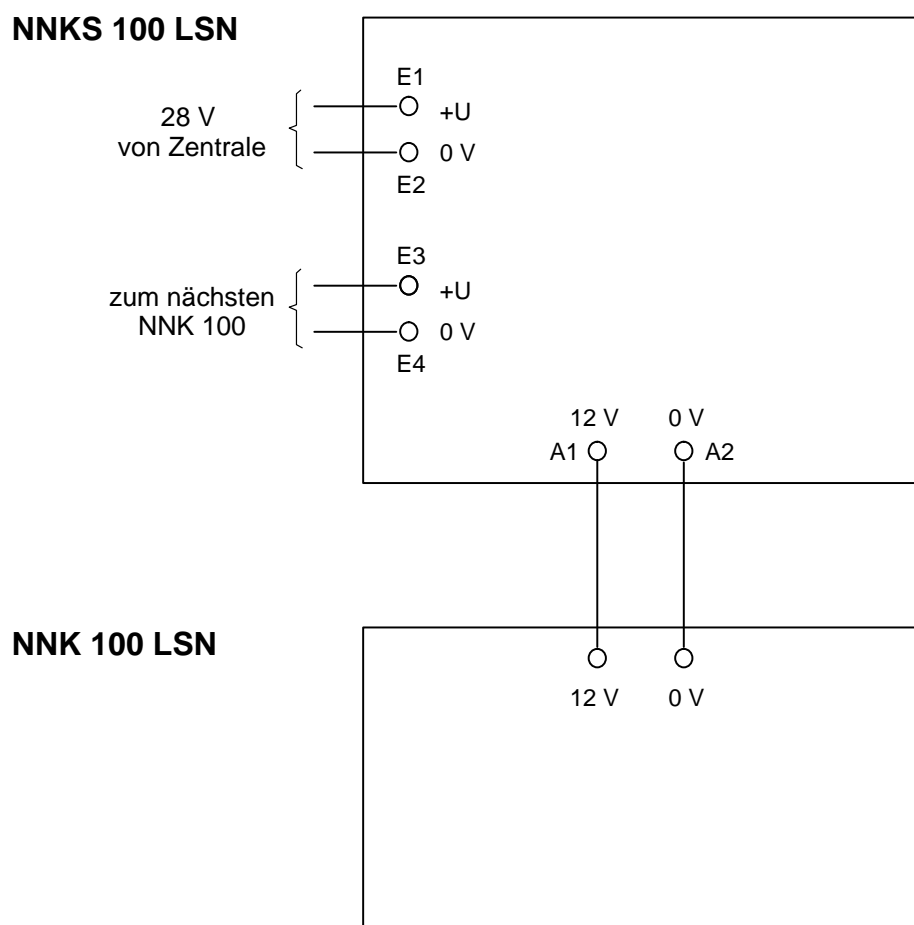 NNKS 100 LSN
E1
28 V
von Zentrale
+U
0 V
E2
E3
zum nächsten
NNK 100
+U
0 V
E4
12 V 0 V
A1 A2
NNK 100 LSN
12 V 0 V